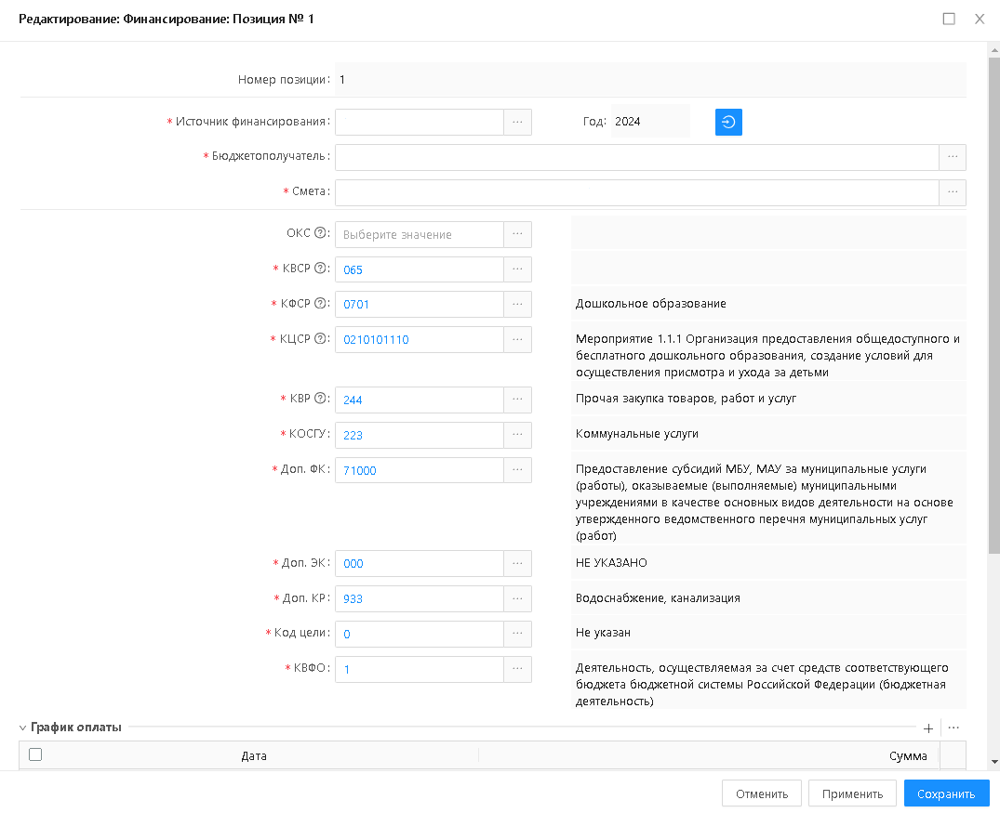 Редактирование: Финансирование: Позиция № 1
Номер позиции: 1
* Источник финансирования: ... Год: 2024
* Бюджетополучатель: ...
* Смета: ...
ОКС ?: Выберите значение ...
* КВСР ?: 065 ...
* КФСР ?: 0701 ... Дошкольное образование
* КЦСР ?: 0210101110 ... Мероприятие 1.1.1 Организация предоставления общедоступного и
бесплатного дошкольного образования, создание условий для
осуществления присмотра и ухода за детьми
* КВР ?: 244 ... Прочая закупка товаров, работ и услуг
* КОСГУ: 223 ... Коммунальные услуги
* Доп. ФК: 71000 ... Предоставление субсидий МБУ, МАУ за муниципальные услуги
(работы), оказываемые (выполняемые) муниципальными
учреждениями в качестве основных видов деятельности на основе
утвержденного ведомственного перечня муниципальных услуг
(работ)
* Доп. ЭК: 000 ... НЕ УКАЗАНО
* Доп. КР: 933 ... Водоснабжение, канализация
* Код цели: 0 ... Не указан
* КВФО: 1 ... Деятельность, осуществляемая за счет средств соответствующего
бюджета бюджетной системы Российской Федерации (бюджетная
деятельность)
График оплаты + ...
Дата Сумма
Отменить Применить Сохранить